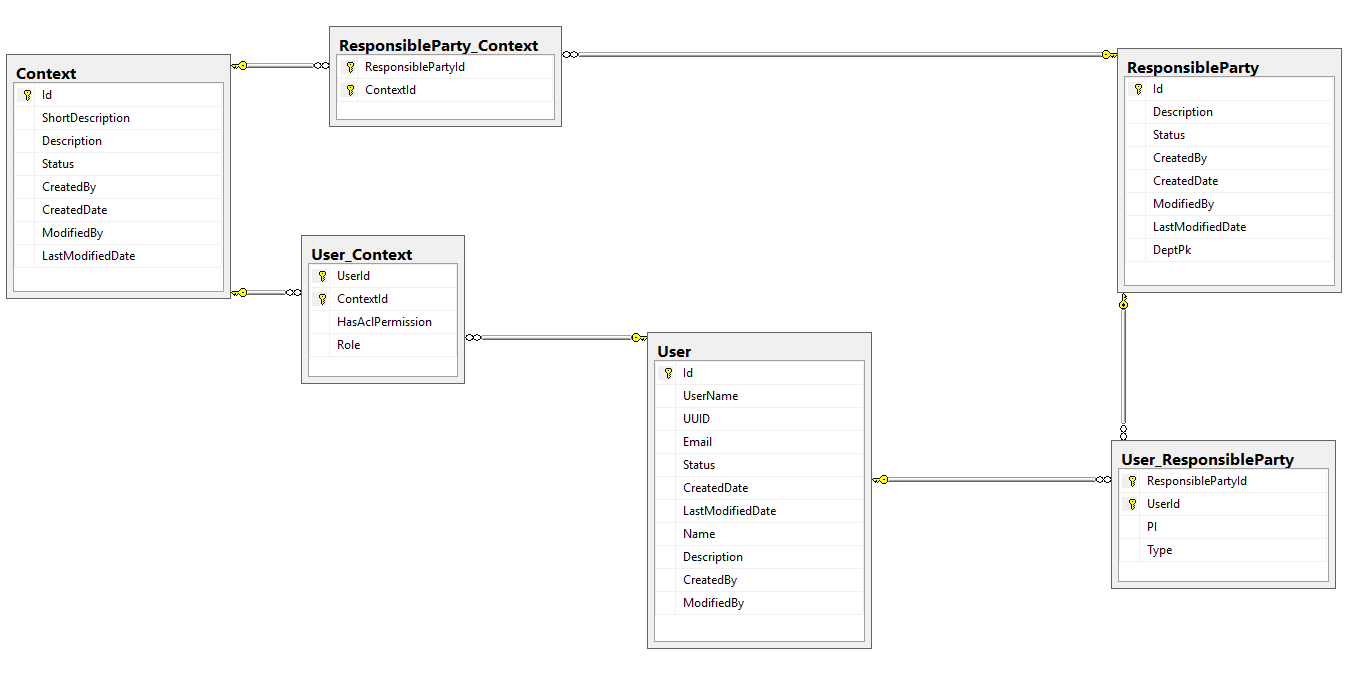 Context
Id
ShortDescription
Description
Status
CreatedBy
CreatedDate
ModifiedBy
LastModifiedDate
ResponsibleParty_Context
ResponsiblePartyId
ContextId
ResponsibleParty
Id
Description
Status
CreatedBy
CreatedDate
ModifiedBy
LastModifiedDate
DeptPk
User_Context
UserId
ContextId
HasAclPermission
Role
User
Id
UserName
UUID
Email
Status
CreatedDate
LastModifiedDate
Name
Description
CreatedBy
ModifiedBy
User_ResponsibleParty
ResponsiblePartyId
UserId
PI
Type